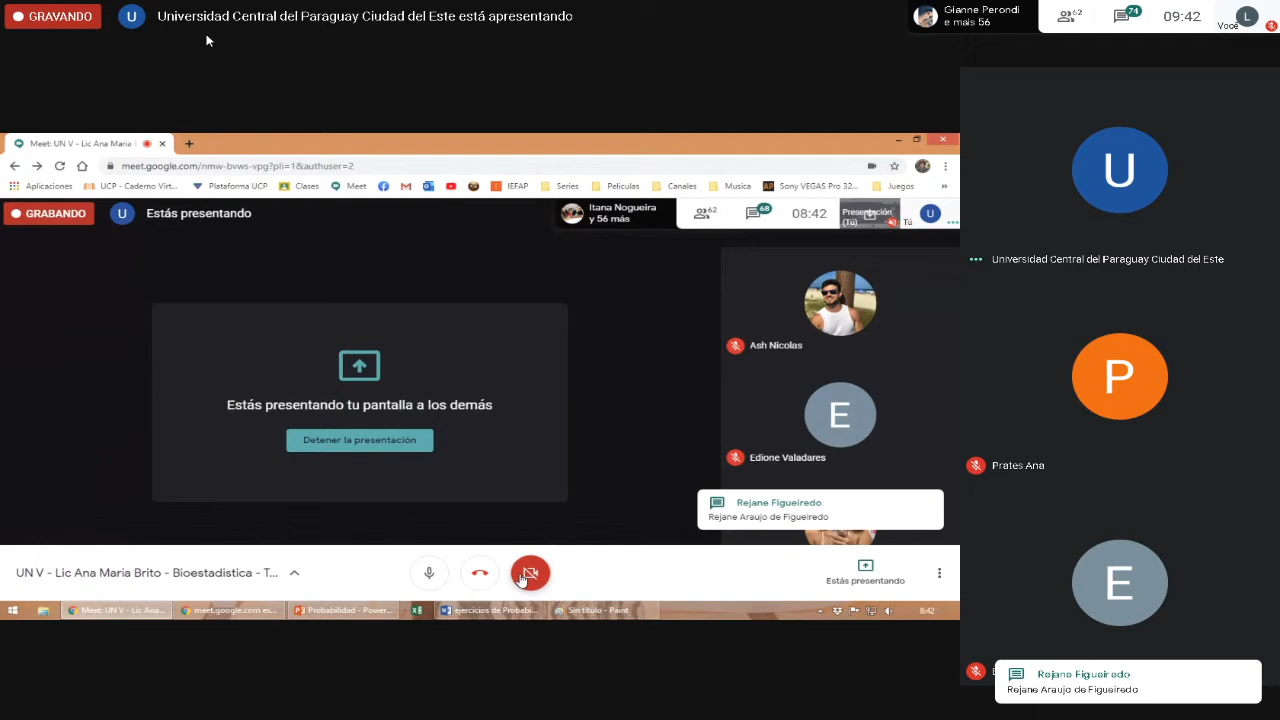 GRAVANDO
U
Universidad Central del Paraguay Ciudad del Este está apresentando
Gianne Perondi
e mais 56
62
74
09:42
Você
L
Meet: UN V - Lic Ana Maria
meet.google.com/nmw-bvws-vpg?pli=1&authuser=2
Aplicaciones
UCP - Caderno Virt...
Plataforma UCP
Clases
Meet
IEFAP
Series
Peliculas
Canales
Musica
Sony VEGAS Pro 32...
Juegos
»
GRABANDO
U
Estás presentando
Itana Nogueira
y 56 más
62
68
08:42
Presentación
(Tú)
Tú
U
Ash Nicolas
E
Edione Valadares
Estás presentando tu pantalla a los demás
Detener la presentación
Rejane Figueiredo
Rejane Araujo de Figueiredo
UN V - Lic Ana Maria Brito - Bioestadistica - T...
Estás presentando
Meet: UN V - Lic Ana...
meet.google.com es...
Probabilidad - Power...
ejercicios de Probabi...
Sin título - Paint
8:42
U
Universidad Central del Paraguay Ciudad del Este
P
Prates Ana
E
Rejane Figueiredo
Rejane Araujo de Figueiredo